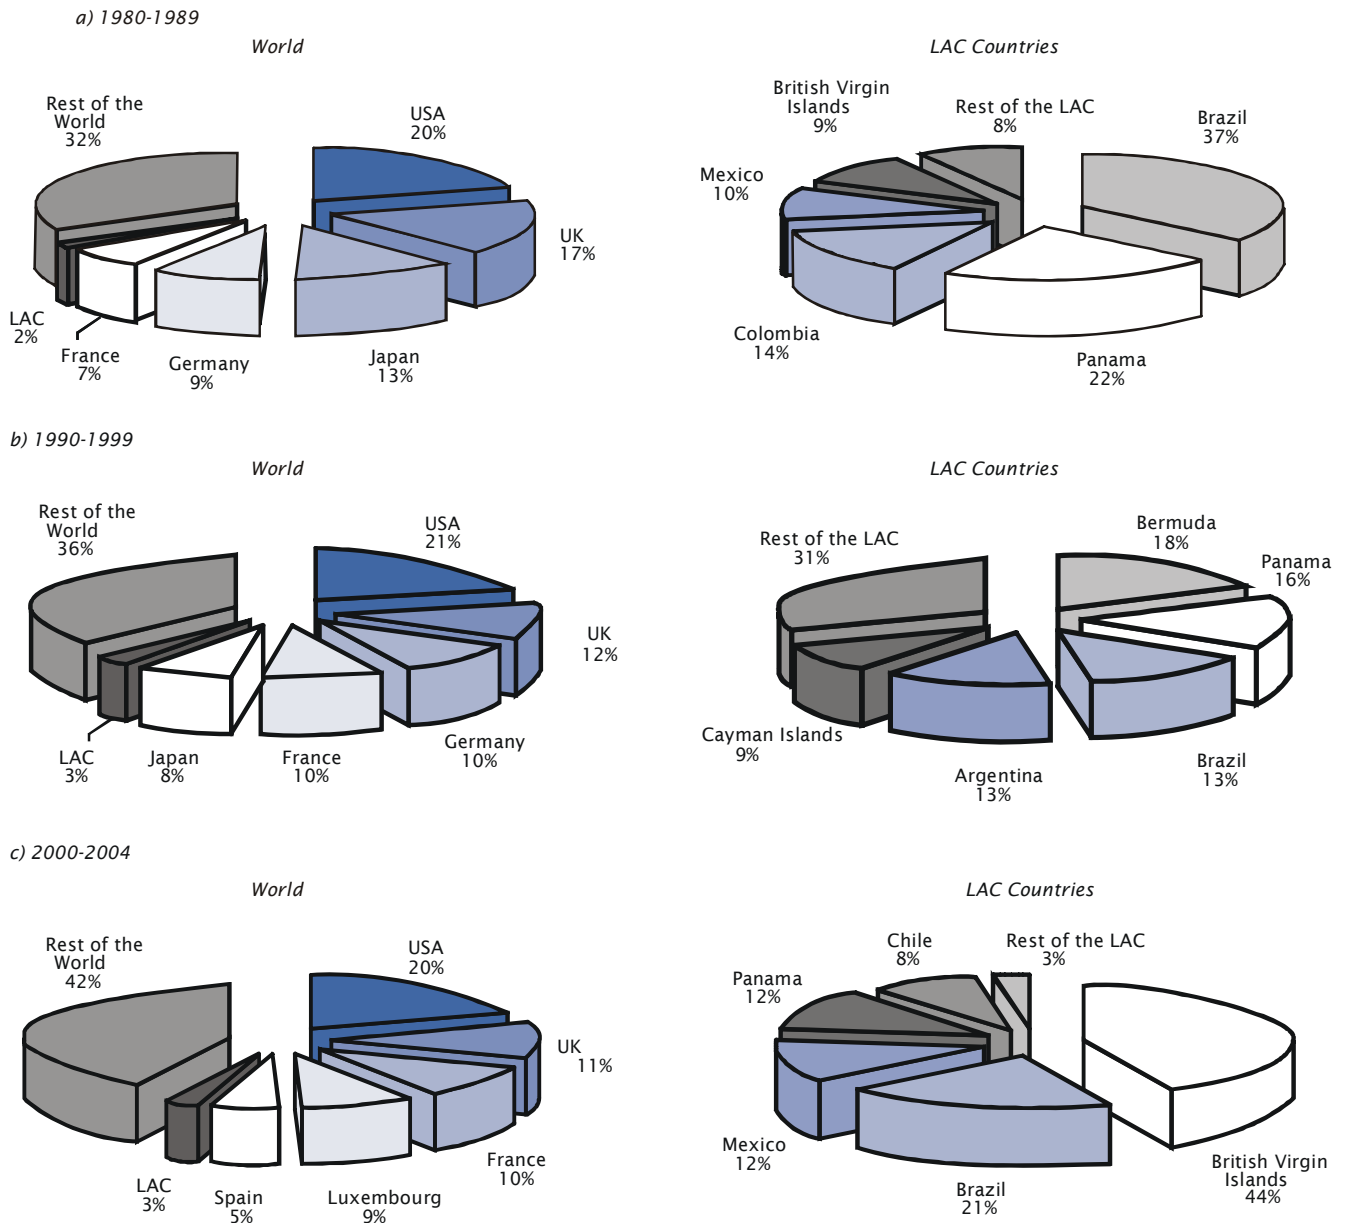 a) 1980-1989
World
LAC Countries
Rest of the
World
32%
USA
20%
UK
17%
Japan
13%
Germany
9%
France
7%
LAC
2%
British Virgin
Islands
9%
Rest of the LAC
8%
Brazil
37%
Mexico
10%
Colombia
14%
Panama
22%
b) 1990-1999
World
LAC Countries
Rest of the
World
36%
USA
21%
UK
12%
Germany
10%
France
10%
Japan
8%
LAC
3%
Rest of the LAC
31%
Bermuda
18%
Panama
16%
Cayman Islands
9%
Argentina
13%
Brazil
13%
c) 2000-2004
World
LAC Countries
Rest of the
World
42%
USA
20%
UK
11%
France
10%
Luxembourg
9%
Spain
5%
LAC
3%
Chile
8%
Rest of the LAC
3%
Panama
12%
Mexico
12%
Brazil
21%
British Virgin
Islands
44%